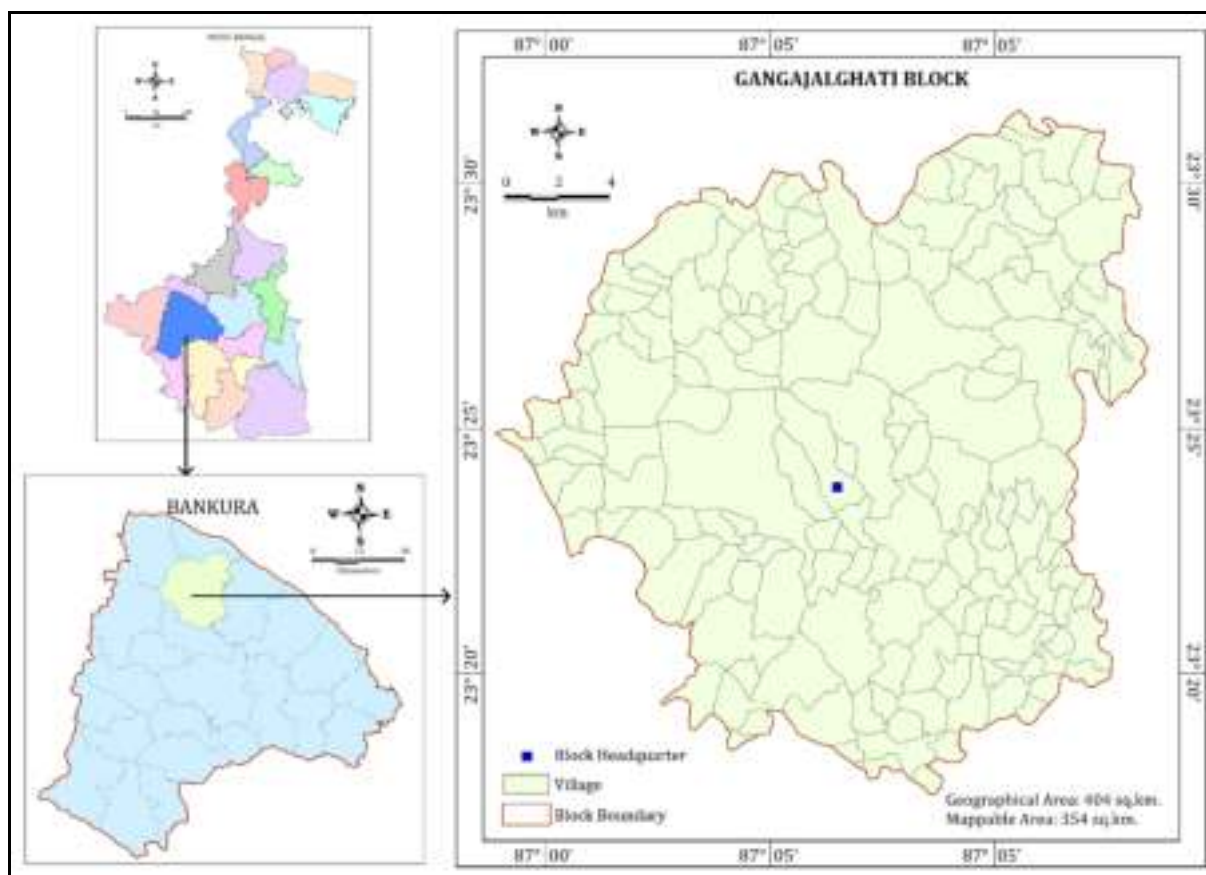 WEST BENGAL
N
W E
S
BANKURA
N
W E
S
87° 00' 87° 05' 87° 05'
GANGAJALGHATI BLOCK
N
W E
S
0 2 4
km
23° 30' 23° 30'
23° 25' 23° 25'
23° 20' 23° 20'
Block Headquarter
Village
Block Boundary
Geographical Area: 404 sq.km.
Mappable Area: 354 sq.km.
87° 00' 87° 05' 87° 05'